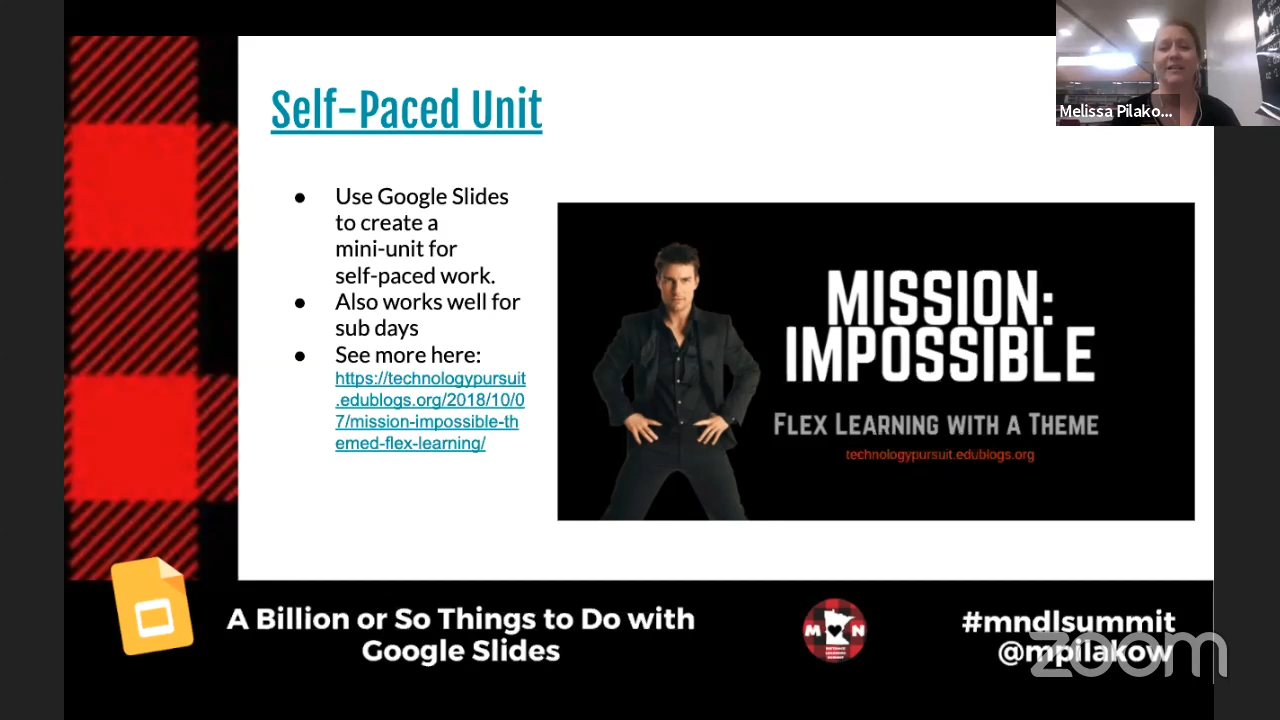 Self-Paced Unit
Melissa Pilako...
● Use Google Slides
to create a
mini-unit for
self-paced work.
● Also works well for
sub days
● See more here:
https://technologypursuit
.edublogs.org/2018/10/0
7/mission-impossible-th
emed-flex-learning/
MISSION:
IMPOSSIBLE
FLEX LEARNING WITH A THEME
technologypursuit.edublogs.org
A Billion or So Things to Do with
Google Slides
M N
#mndlsummit
@mpilakow
zoom